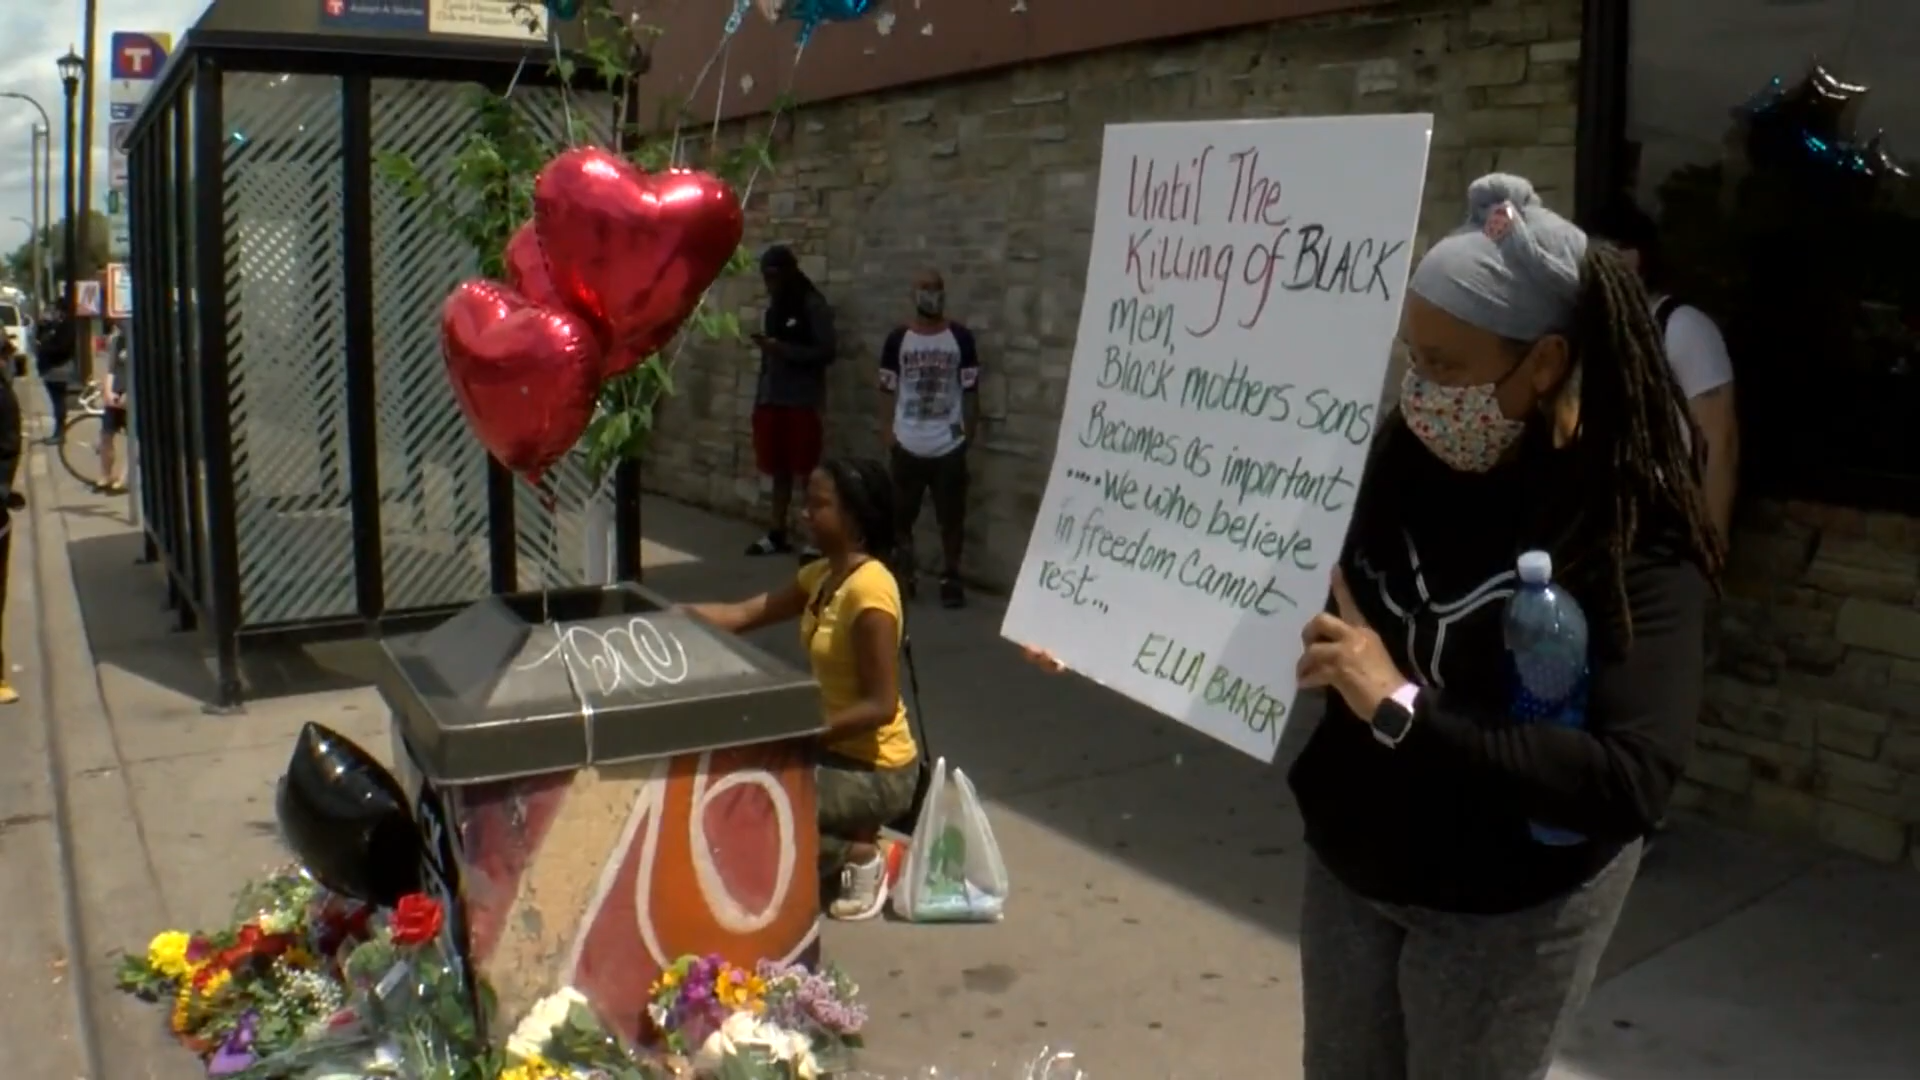 T
Until The
Killing of BLACK
men,
Black mothers sons
Becomes as important
.....We who believe
in freedom Cannot
rest...
ELLA BAKER